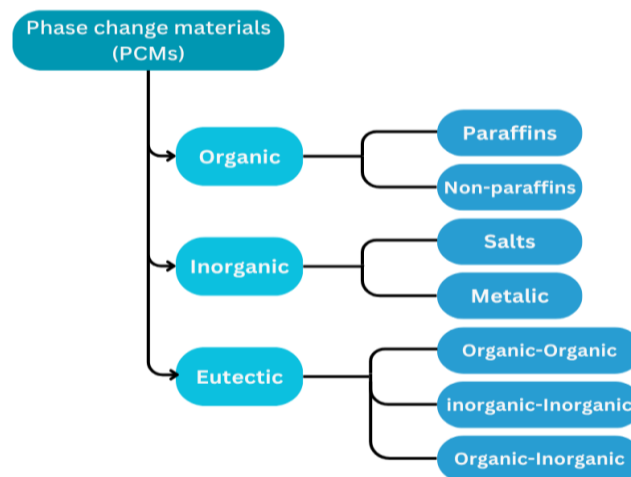 Phase change materials
(PCMs)
Organic
Paraffins
Non-paraffins
Inorganic
Salts
Metalic
Eutectic
Organic-Organic
inorganic-Inorganic
Organic-Inorganic